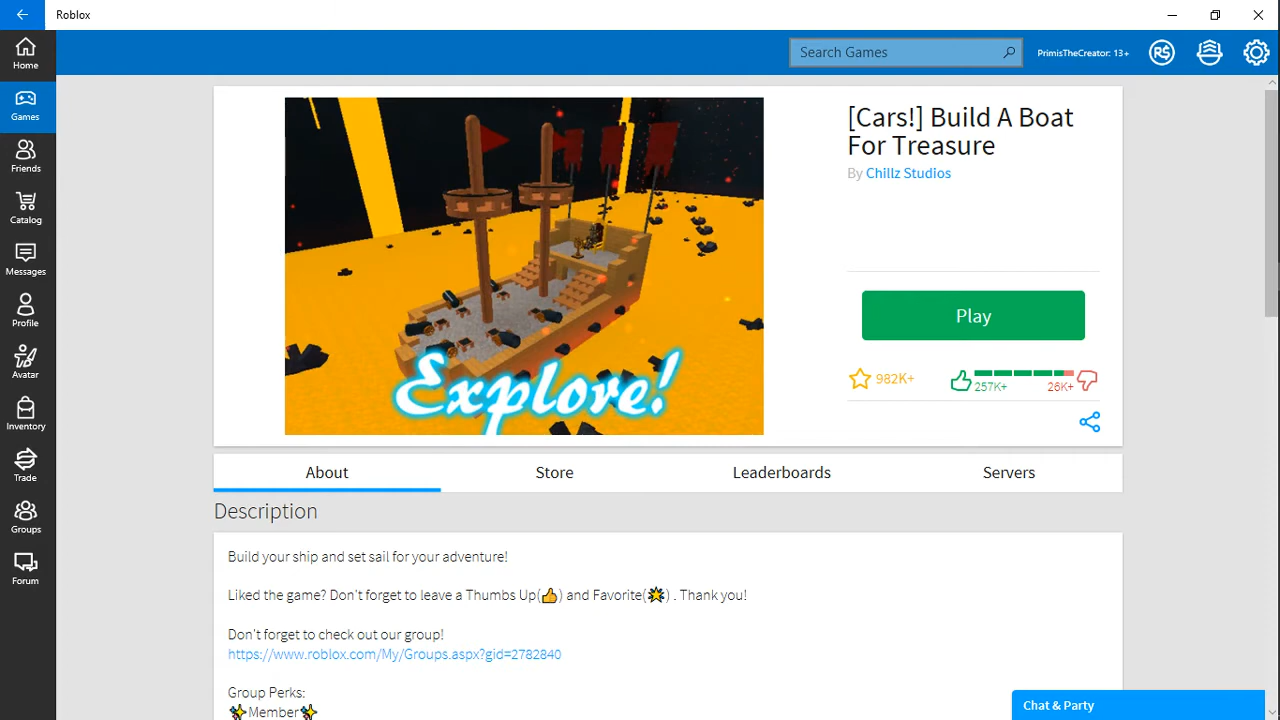 Roblox
Home
Games
Friends
Catalog
Messages
Profile
Avatar
Inventory
Trade
Groups
Forum
Search Games
PrimisTheCreator: 13+
R$
[Cars!] Build A Boat
For Treasure
By Chillz Studios
Explore!
Play
982K+
257K+
26K+
About
Store
Leaderboards
Servers
Description
Build your ship and set sail for your adventure!
Liked the game? Don't forget to leave a Thumbs Up(👍) and Favorite(🌟) . Thank you!
Don't forget to check out our group!
https://www.roblox.com/My/Groups.aspx?gid=2782840
Group Perks:
✨Member✨
Chat & Party